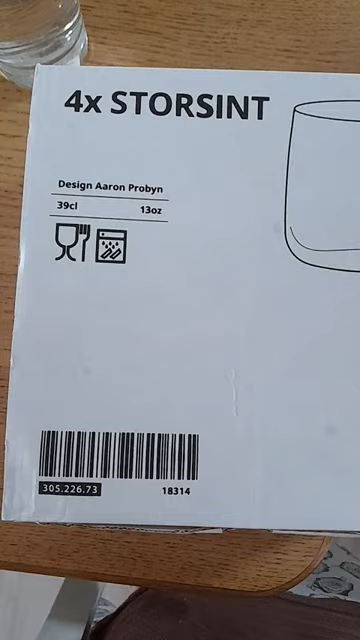 4x STORSINT
Design Aaron Probyn
39cl 13oz
305.226.73 18314